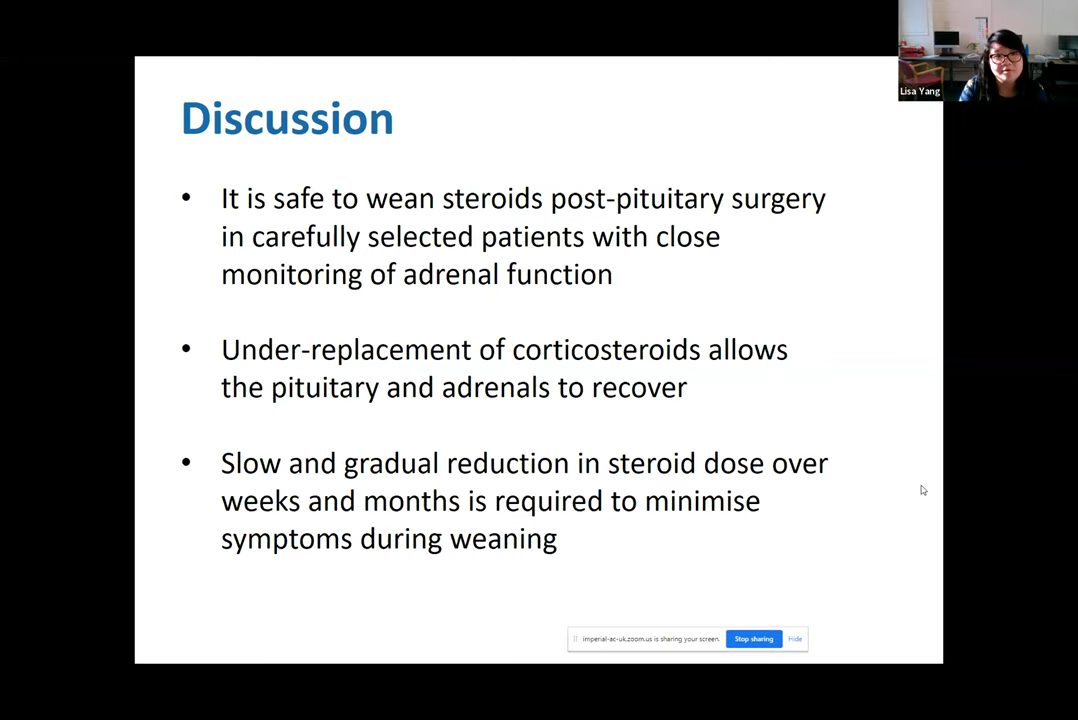 Lisa Yang
Discussion
• It is safe to wean steroids post-pituitary surgery
in carefully selected patients with close
monitoring of adrenal function
• Under-replacement of corticosteroids allows
the pituitary and adrenals to recover
• Slow and gradual reduction in steroid dose over
weeks and months is required to minimise
symptoms during weaning
imperial-ac-uk.zoom.us is sharing your screen. Stop sharing Hide